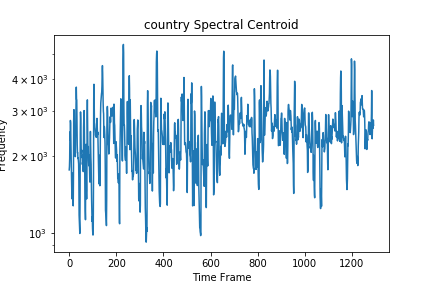 country Spectral Centroid
4 × 10³
3 × 10³
2 × 10³
10³
Frequency
0 200 400 600 800 1000 1200
Time Frame